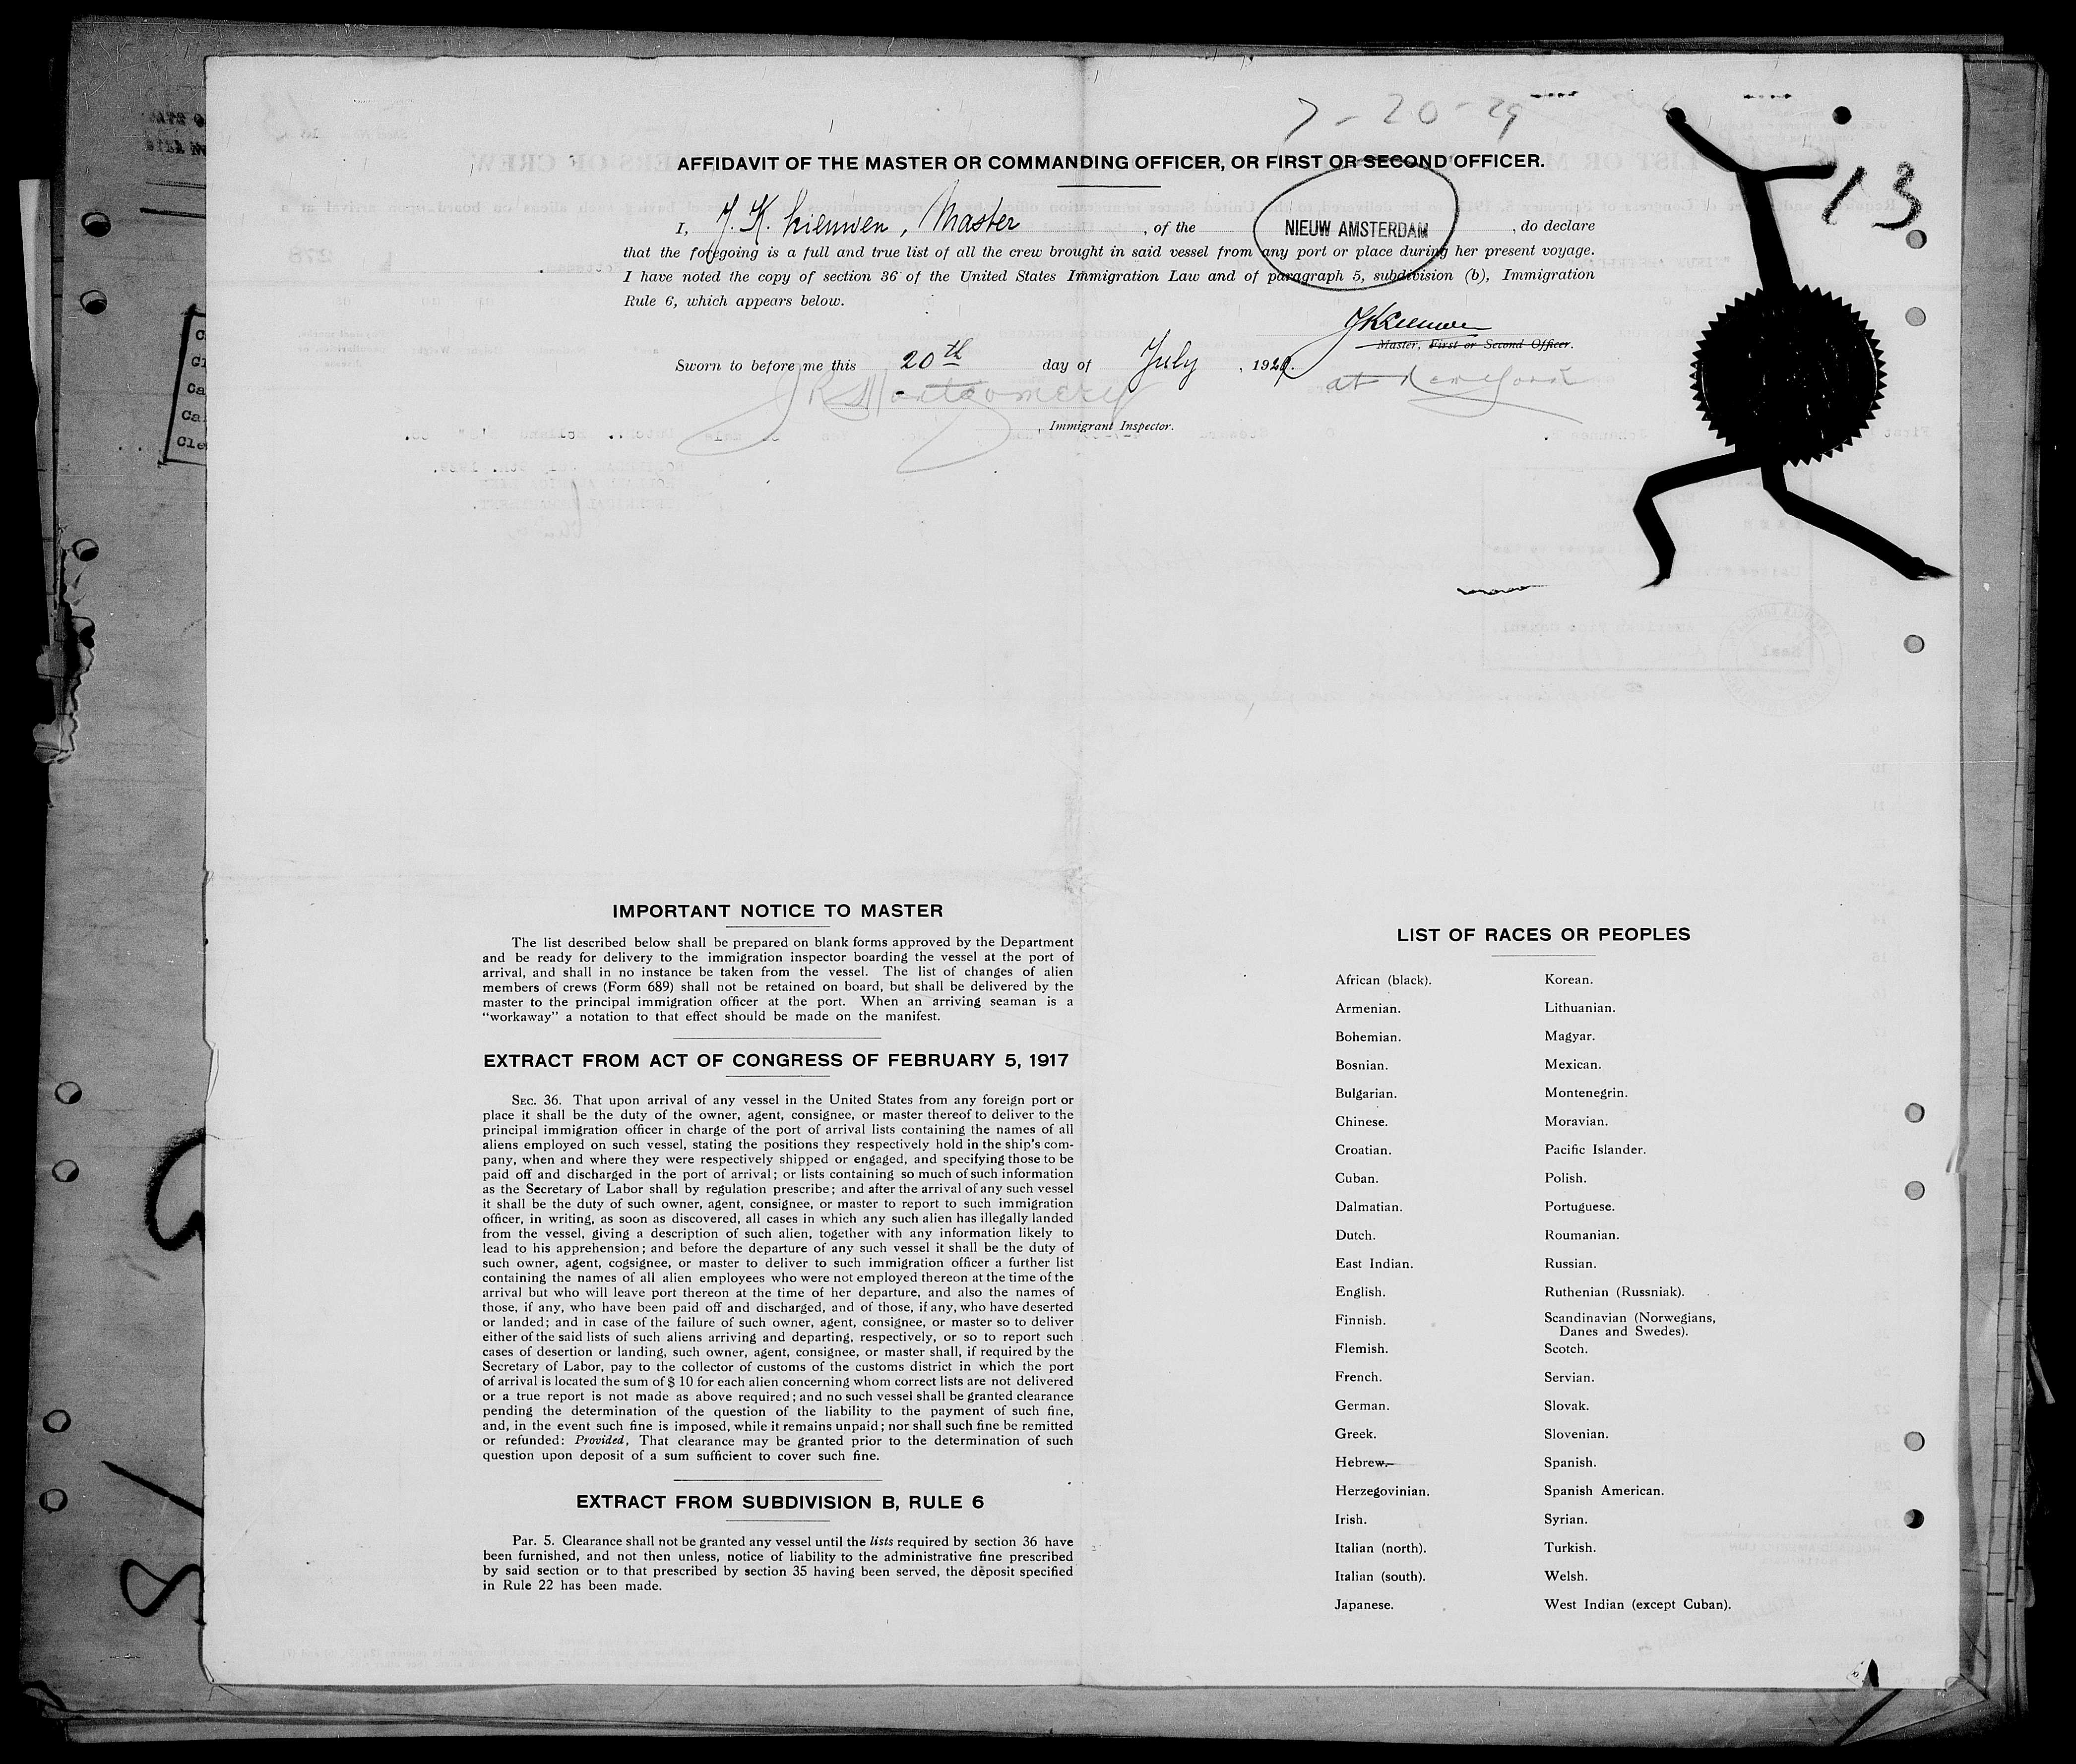 7-20-29
AFFIDAVIT OF THE MASTER OR COMMANDING OFFICER, OR FIRST OR SECOND OFFICER.
13
I, J. K. Lieuwen, Master, of the NIEUW AMSTERDAM, do declare
that the foregoing is a full and true list of all the crew brought in said vessel from any port or place during her present voyage.
I have noted the copy of section 36 of the United States Immigration Law and of paragraph 5, subdivision (b), Immigration
Rule 6, which appears below.
JKLieuwen
Master, First or Second Officer.
Sworn to before me this 20th day of July, 1929.
at New York
JR Montgomery
, Immigrant Inspector.
IMPORTANT NOTICE TO MASTER
The list described below shall be prepared on blank forms approved by the Department
and be ready for delivery to the immigration inspector boarding the vessel at the port of
arrival, and shall in no instance be taken from the vessel. The list of changes of alien
members of crews (Form 689) shall not be retained on board, but shall be delivered by the
master to the principal immigration officer at the port. When an arriving seaman is a
“workaway” a notation to that effect should be made on the manifest.
EXTRACT FROM ACT OF CONGRESS OF FEBRUARY 5, 1917
SEC. 36. That upon arrival of any vessel in the United States from any foreign port or
place it shall be the duty of the owner, agent, consignee, or master thereof to deliver to the
principal immigration officer in charge of the port of arrival lists containing the names of all
aliens employed on such vessel, stating the positions they respectively hold in the ship's com-
pany, when and where they were respectively shipped or engaged, and specifying those to be
paid off and discharged in the port of arrival; or lists containing so much of such information
as the Secretary of Labor shall by regulation prescribe; and after the arrival of any such vessel
it shall be the duty of such owner, agent, consignee, or master to report to such immigration
officer, in writing, as soon as discovered, all cases in which any such alien has illegally landed
from the vessel, giving a description of such alien, together with any information likely to
lead to his apprehension; and before the departure of any such vessel it shall be the duty of
such owner, agent, cogsignee, or master to deliver to such immigration officer a further list
containing the names of all alien employees who were not employed thereon at the time of the
arrival but who will leave port thereon at the time of her departure, and also the names of
those, if any, who have been paid off and discharged, and of those, if any, who have deserted
or landed; and in case of the failure of such owner, agent, consignee, or master so to deliver
either of the said lists of such aliens arriving and departing, respectively, or so to report such
cases of desertion or landing, such owner, agent, consignee, or master shall, if required by the
Secretary of Labor, pay to the collector of customs of the customs district in which the port
of arrival is located the sum of $ 10 for each alien concerning whom correct lists are not delivered
or a true report is not made as above required; and no such vessel shall be granted clearance
pending the determination of the question of the liability to the payment of such fine,
and, in the event such fine is imposed, while it remains unpaid; nor shall such fine be remitted
or refunded: Provided, That clearance may be granted prior to the determination of such
question upon deposit of a sum sufficient to cover such fine.
EXTRACT FROM SUBDIVISION B, RULE 6
Par. 5. Clearance shall not be granted any vessel until the lists required by section 36 have
been furnished, and not then unless, notice of liability to the administrative fine prescribed
by said section or to that prescribed by section 35 having been served, the deposit specified
in Rule 22 has been made.
LIST OF RACES OR PEOPLES
African (black).
Armenian.
Bohemian.
Bosnian.
Bulgarian.
Chinese.
Croatian.
Cuban.
Dalmatian.
Dutch.
East Indian.
English.
Finnish.
Flemish.
French.
German.
Greek.
Hebrew.
Herzegovinian.
Irish.
Italian (north).
Italian (south).
Japanese.
Korean.
Lithuanian.
Magyar.
Mexican.
Montenegrin.
Moravian.
Pacific Islander.
Polish.
Portuguese.
Roumanian.
Russian.
Ruthenian (Russniak).
Scandinavian (Norwegians,
Danes and Swedes).
Scotch.
Servian.
Slovak.
Slovenian.
Spanish.
Spanish American.
Syrian.
Turkish.
Welsh.
West Indian (except Cuban).